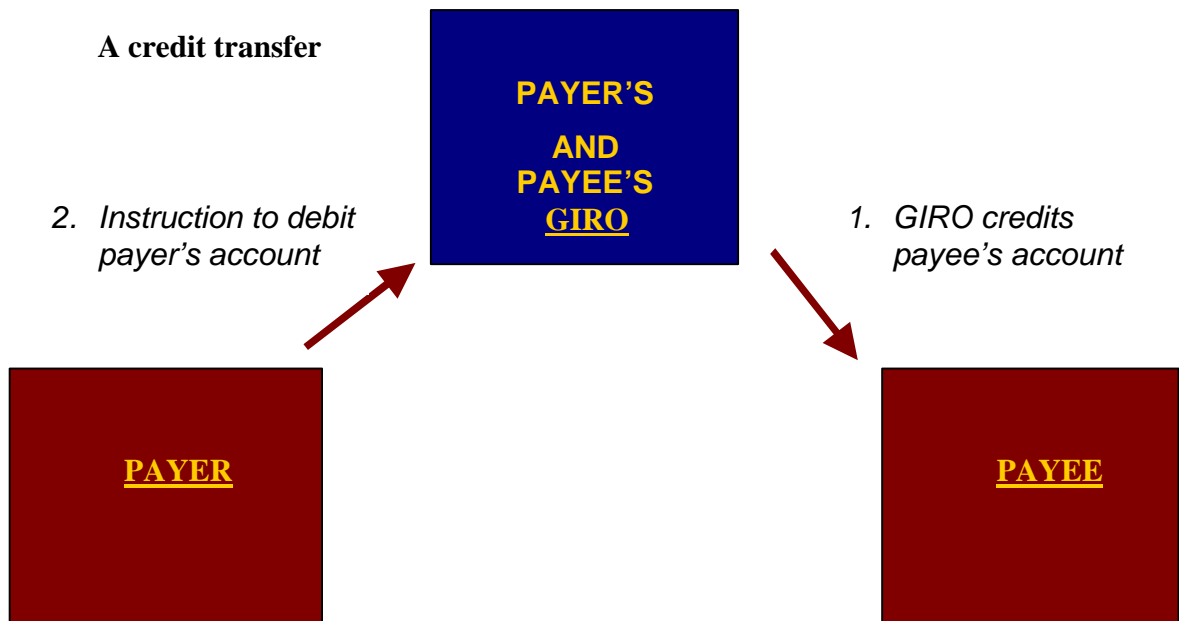 A credit transfer
PAYER’S
AND
PAYEE’S
GIRO
2. Instruction to debit
payer’s account
1. GIRO credits
payee’s account
PAYER
PAYEE